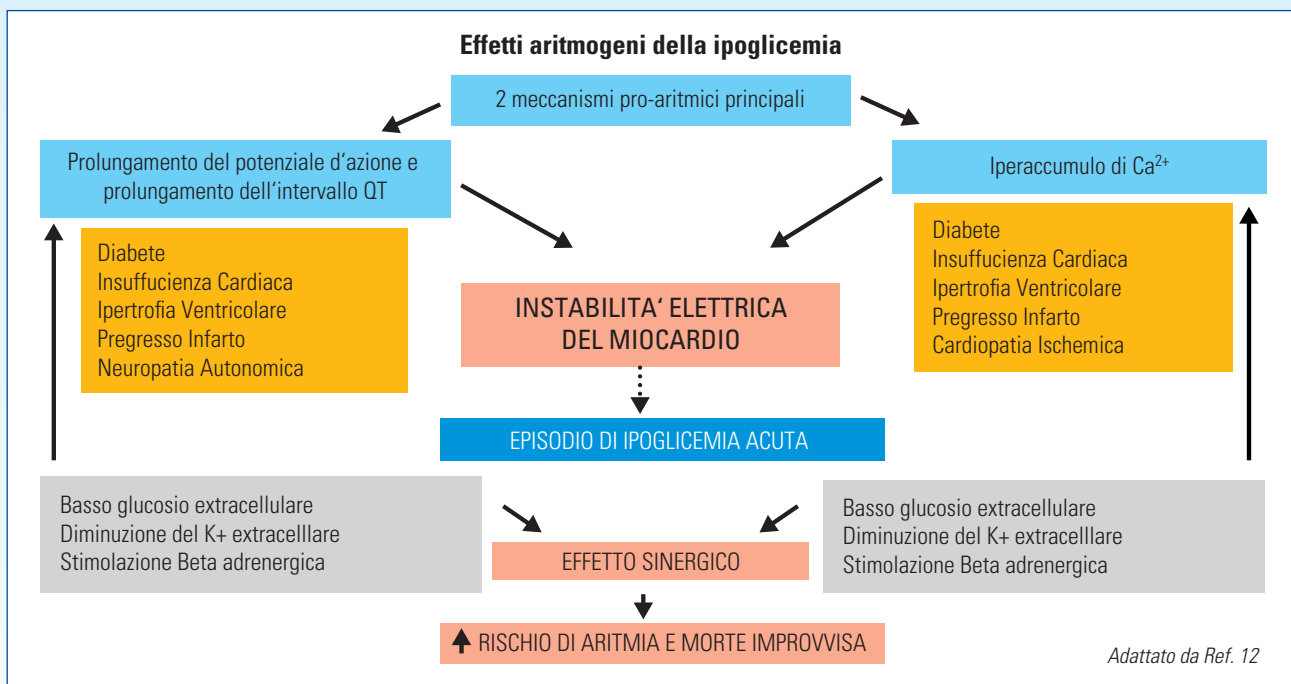 Effetti aritmogeni della ipoglicemia
2 meccanismi pro-aritmici principali
Prolungamento del potenziale d'azione e
prolungamento dell'intervallo QT
Iperaccumulo di Ca²⁺
Diabete
Insuffucienza Cardiaca
Ipertrofia Ventricolare
Pregresso Infarto
Neuropatia Autonomica
Diabete
Insuffucienza Cardiaca
Ipertrofia Ventricolare
Pregresso Infarto
Cardiopatia Ischemica
INSTABILITA‘ ELETTRICA
DEL MIOCARDIO
EPISODIO DI IPOGLICEMIA ACUTA
Basso glucosio extracellulare
Diminuzione del K+ extracelllare
Stimolazione Beta adrenergica
Basso glucosio extracellulare
Diminuzione del K+ extracelllare
Stimolazione Beta adrenergica
EFFETTO SINERGICO
RISCHIO DI ARITMIA E MORTE IMPROVVISA
Adattato da Ref. 12